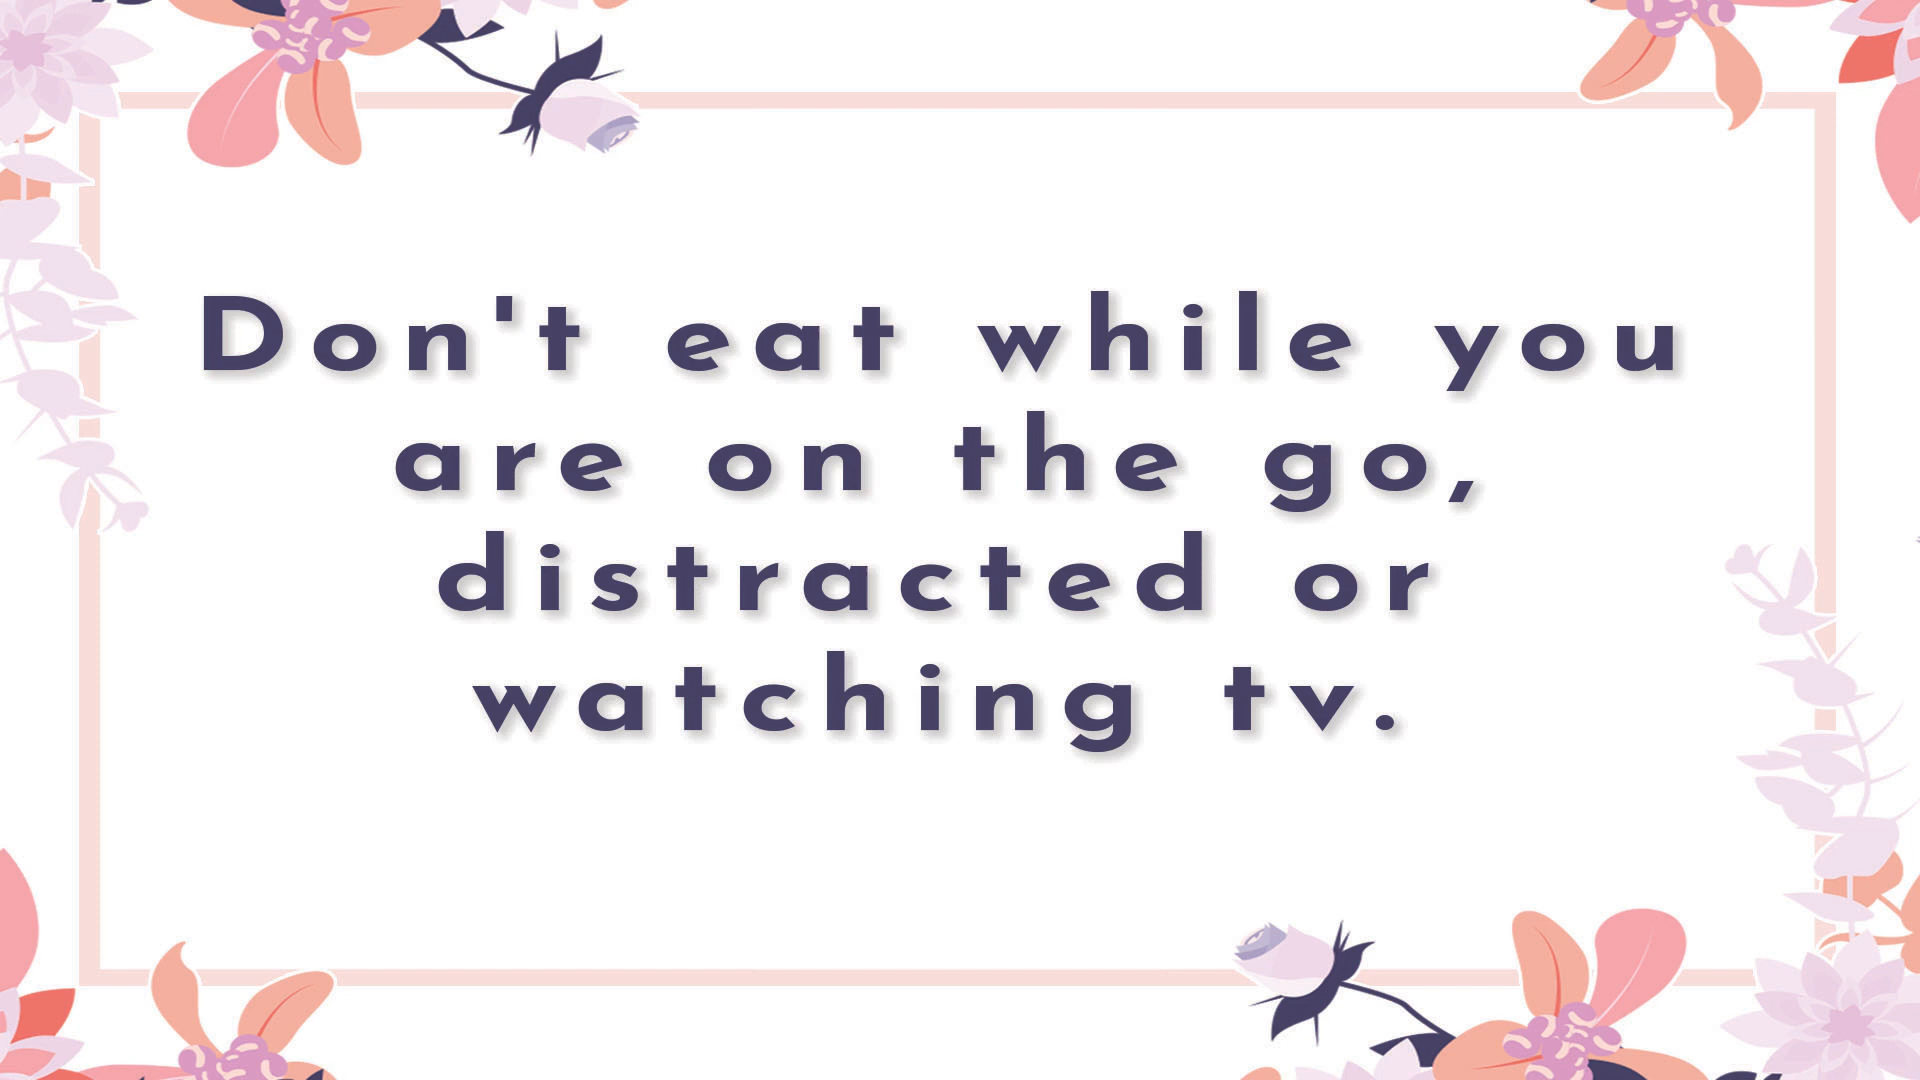 Don't eat while you
are on the go,
distracted or
watching tv.